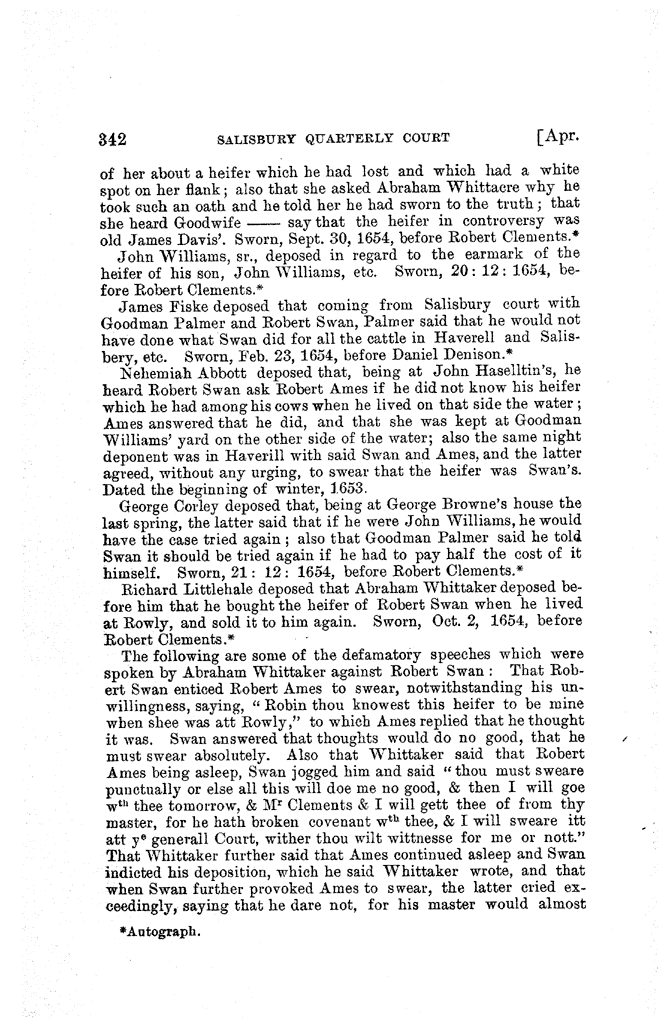 342 SALISBURY QUARTERLY COURT [Apr.
of her about a heifer which he had lost and which had a white
spot on her flank; also that she asked Abraham Whittacre why he
took such an oath and he told her he had sworn to the truth; that
she heard Goodwife —— say that the heifer in controversy was
old James Davis'. Sworn, Sept. 30, 1654, before Robert Clements.*
John Williams, sr., deposed in regard to the earmark of the
heifer of his son, John Williams, etc. Sworn, 20: 12: 1654, be-
fore Robert Clements.*
James Fiske deposed that coming from Salisbury court with
Goodman Palmer and Robert Swan, Palmer said that he would not
have done what Swan did for all the cattle in Haverell and Salis-
bery, etc. Sworn, Feb. 23, 1654, before Daniel Denison.*
Nehemiah Abbott deposed that, being at John Haselltin's, he
heard Robert Swan ask Robert Ames if he did not know his heifer
which he had among his cows when he lived on that side the water;
Ames answered that he did, and that she was kept at Goodman
Williams' yard on the other side of the water; also the same night
deponent was in Haverill with said Swan and Ames, and the latter
agreed, without any urging, to swear that the heifer was Swan's.
Dated the beginning of winter, 1653.
George Corley deposed that, being at George Browne's house the
last spring, the latter said that if he were John Williams, he would
have the case tried again; also that Goodman Palmer said he told
Swan it should be tried again if he had to pay half the cost of it
himself. Sworn, 21: 12: 1654, before Robert Clements.*
Richard Littlehale deposed that Abraham Whittaker deposed be-
fore him that he bought the heifer of Robert Swan when he lived
at Rowly, and sold it to him again. Sworn, Oct. 2, 1654, before
Robert Clements.*
The following are some of the defamatory speeches which were
spoken by Abraham Whittaker against Robert Swan: That Rob-
ert Swan enticed Robert Ames to swear, notwithstanding his un-
willingness, saying, "Robin thou knowest this heifer to be mine
when shee was att Rowly," to which Ames replied that he thought
it was. Swan answered that thoughts would do no good, that he
must swear absolutely. Also that Whittaker said that Robert
Ames being asleep, Swan jogged him and said "thou must sweare
punctually or else all this will doe me no good, & then I will goe
wᵗʰ thee tomorrow, & Mʳ Clements & I will gett thee of from thy
master, for he hath broken covenant wᵗʰ thee, & I will sweare itt
att yᵉ generall Court, wither thou wilt wittnesse for me or nott."
That Whittaker further said that Ames continued asleep and Swan
indicted his deposition, which he said Whittaker wrote, and that
when Swan further provoked Ames to swear, the latter cried ex-
ceedingly, saying that he dare not, for his master would almost
*Autograph.